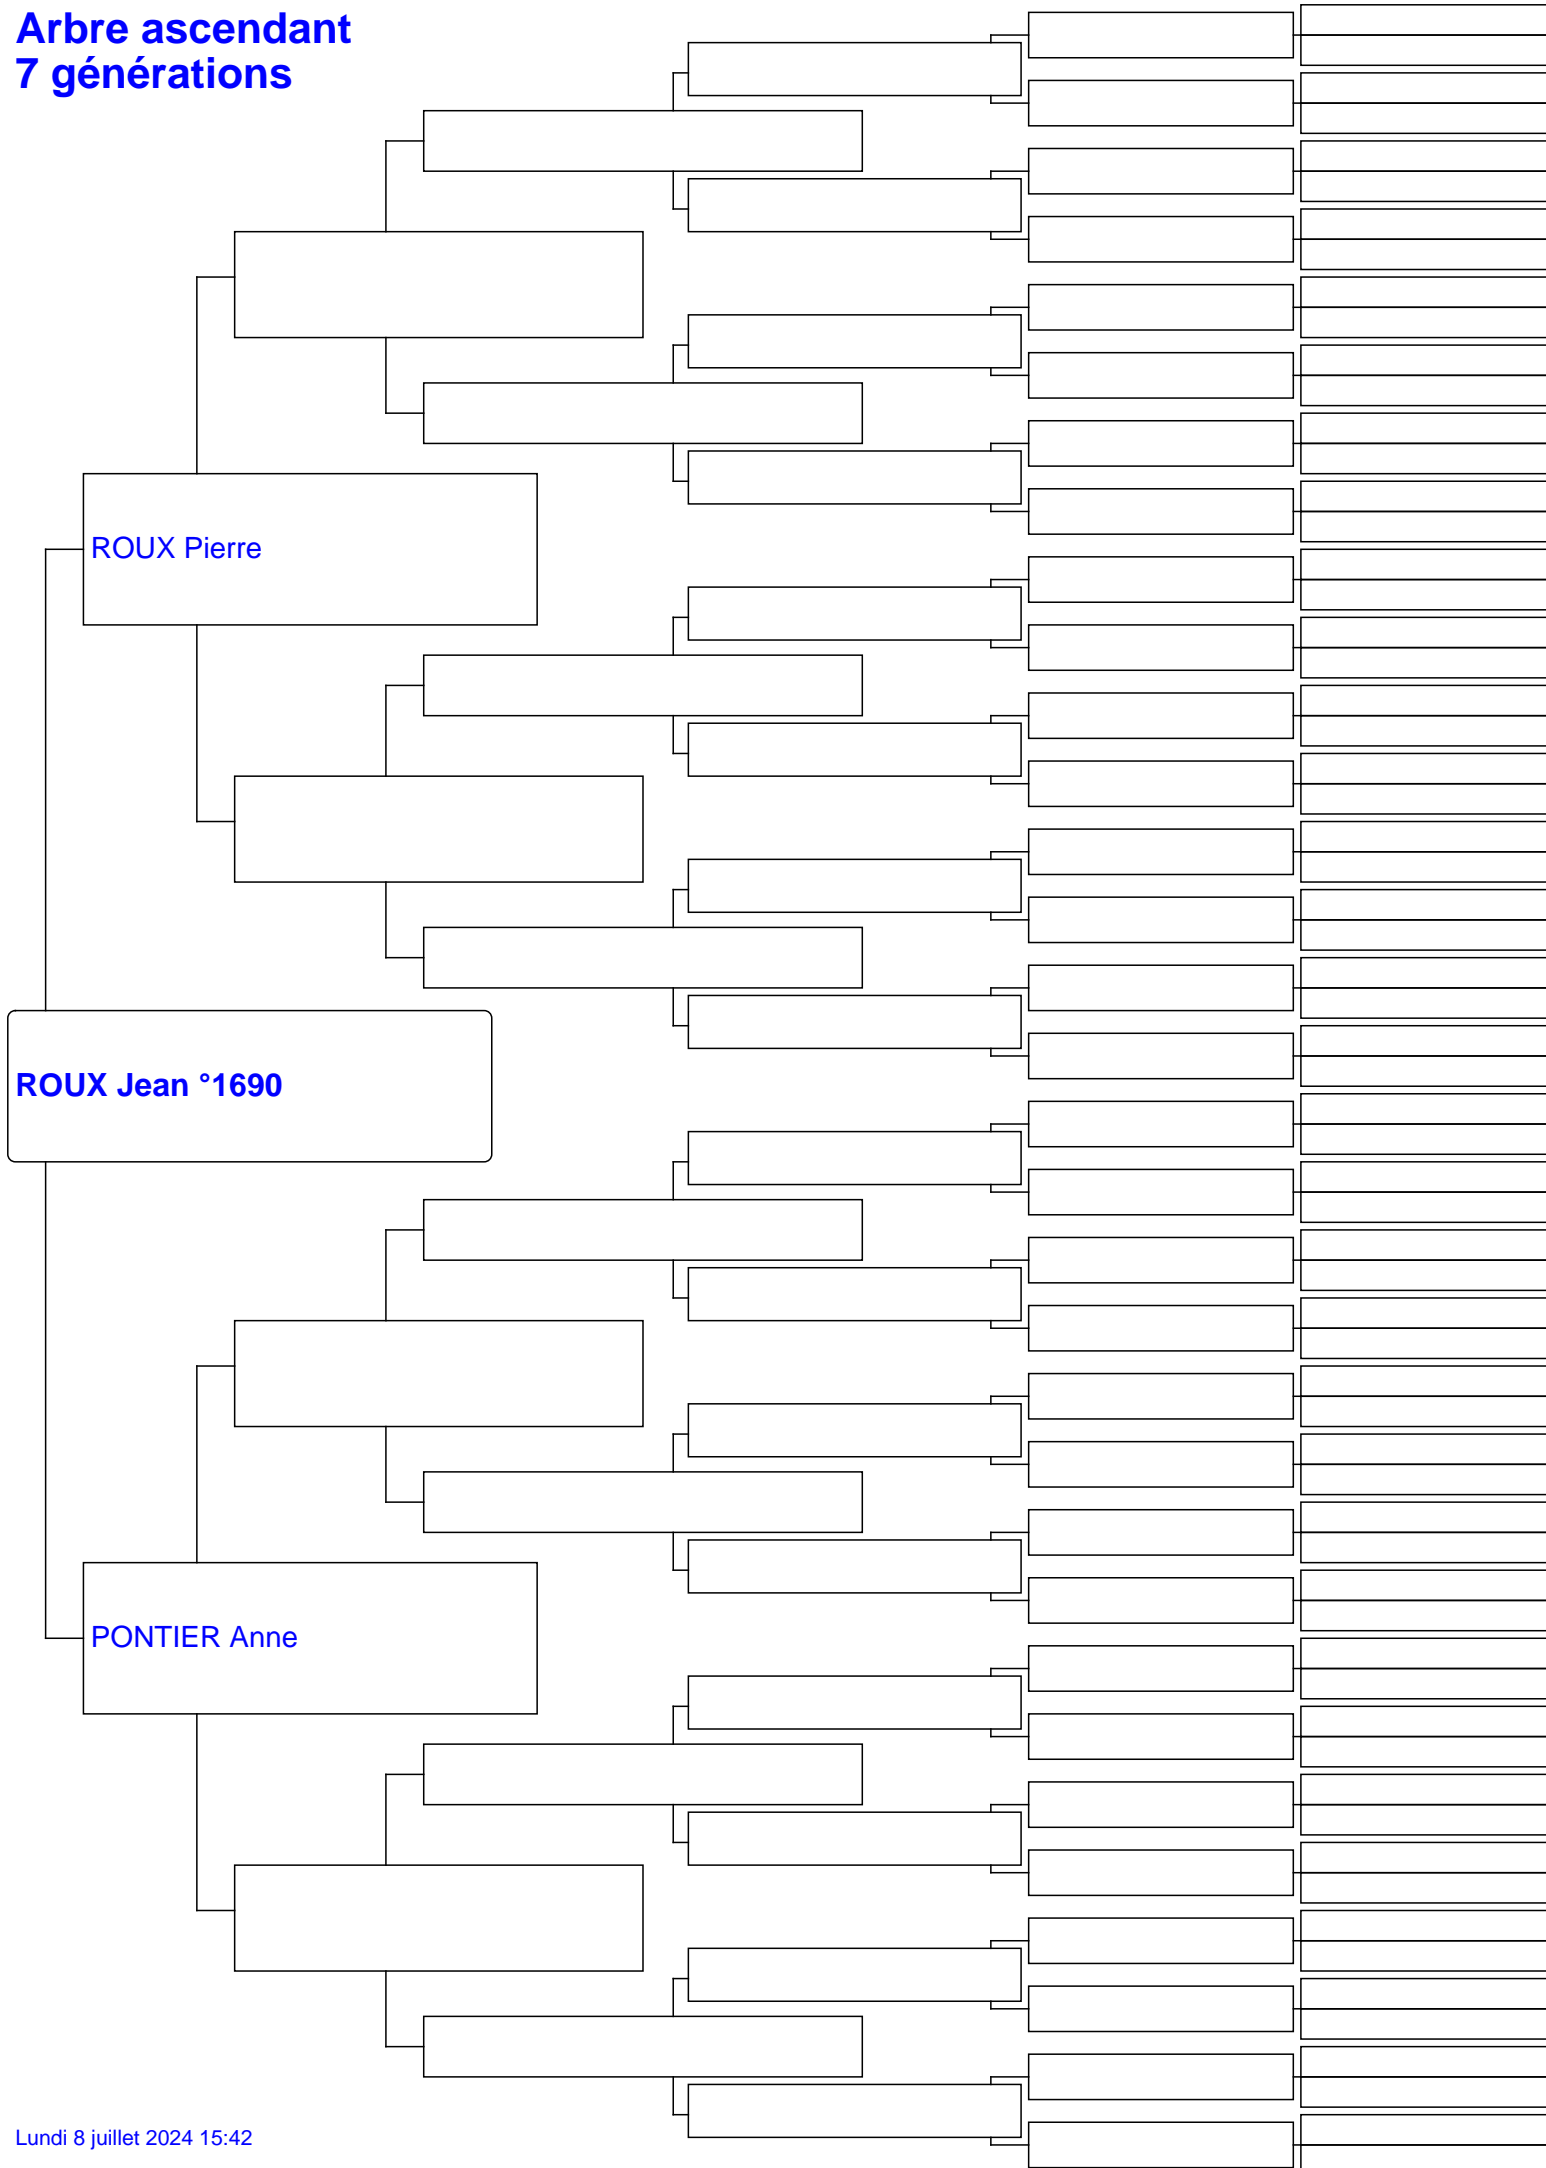 Arbre ascendant
7 générations
ROUX Pierre
ROUX Jean °1690
PONTIER Anne
Lundi 8 juillet 2024 15:42